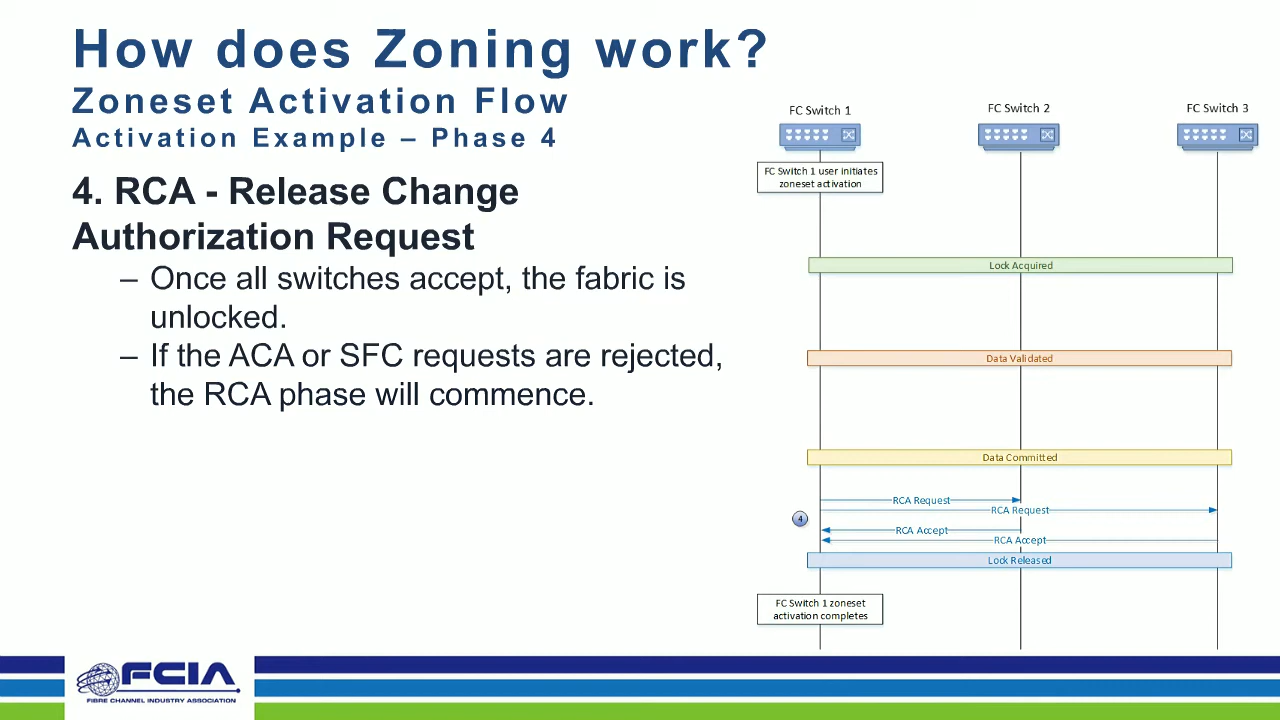 How does Zoning work?
Zoneset Activation Flow
Activation Example – Phase 4
4. RCA - Release Change
Authorization Request
– Once all switches accept, the fabric is
unlocked.
– If the ACA or SFC requests are rejected,
the RCA phase will commence.
FC Switch 1
FC Switch 2
FC Switch 3
FC Switch 1 user initiates
zoneset activation
Lock Acquired
Data Validated
Data Committed
RCA Request
RCA Request
4
RCA Accept
RCA Accept
Lock Released
FC Switch 1 zoneset
activation completes
FCIA
FIBRE CHANNEL INDUSTRY ASSOCIATION